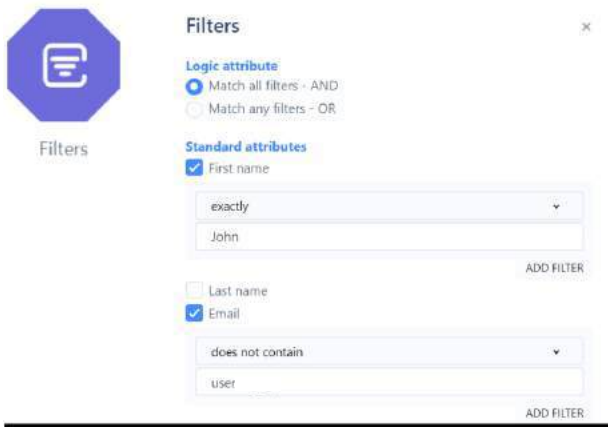 Filters
×
Logic attribute
Match all filters - AND
Match any filters - OR
Filters
Standard attributes
First name
exactly
John
ADD FILTER
Last name
Email
does not contain
user
ADD FILTER